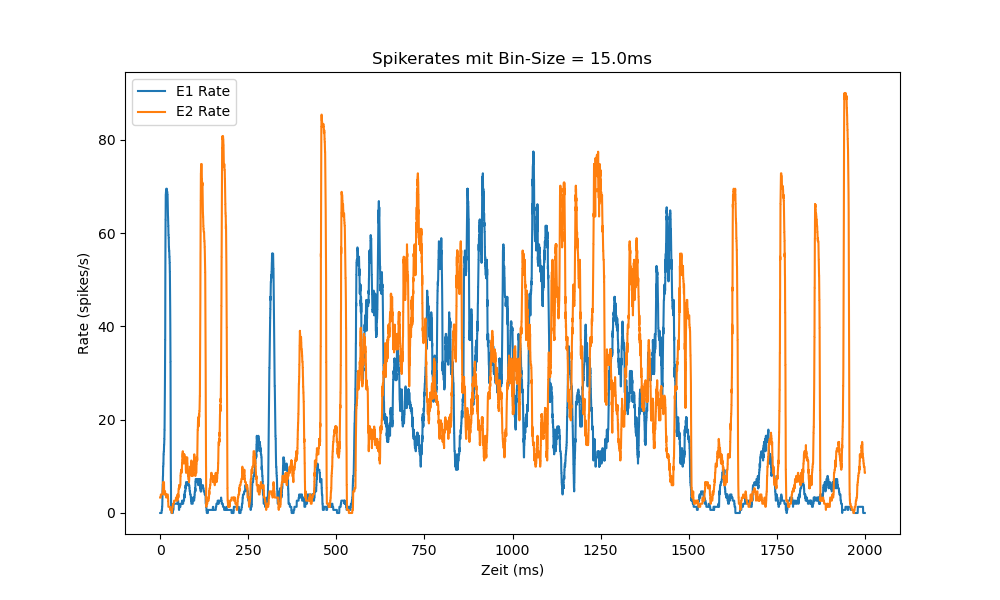 Spikerates mit Bin-Size = 15.0ms
E1 Rate
E2 Rate
80
60
40
20
0
Rate (spikes/s)
0 250 500 750 1000 1250 1500 1750 2000
Zeit (ms)